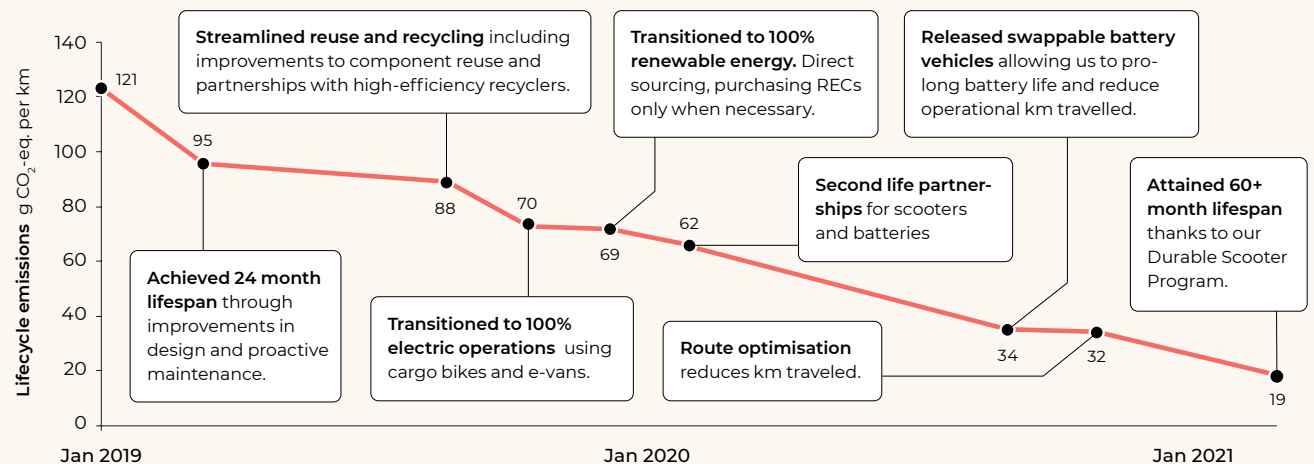 Lifecycle emissions g CO₂-eq. per km
140
120
100
80
60
40
20
0
Jan 2019
Jan 2020
Jan 2021
121
95
88
70
69
62
34
32
19
Achieved 24 month
lifespan through
improvements in
design and proactive
maintenance.
Streamlined reuse and recycling including
improvements to component reuse and
partnerships with high-efficiency recyclers.
Transitioned to 100%
electric operations using
cargo bikes and e-vans.
Transitioned to 100%
renewable energy. Direct
sourcing, purchasing RECs
only when necessary.
Second life partner-
ships for scooters
and batteries
Released swappable battery
vehicles allowing us to pro-
long battery life and reduce
operational km travelled.
Route optimisation
reduces km traveled.
Attained 60+
month lifespan
thanks to our
Durable Scooter
Program.